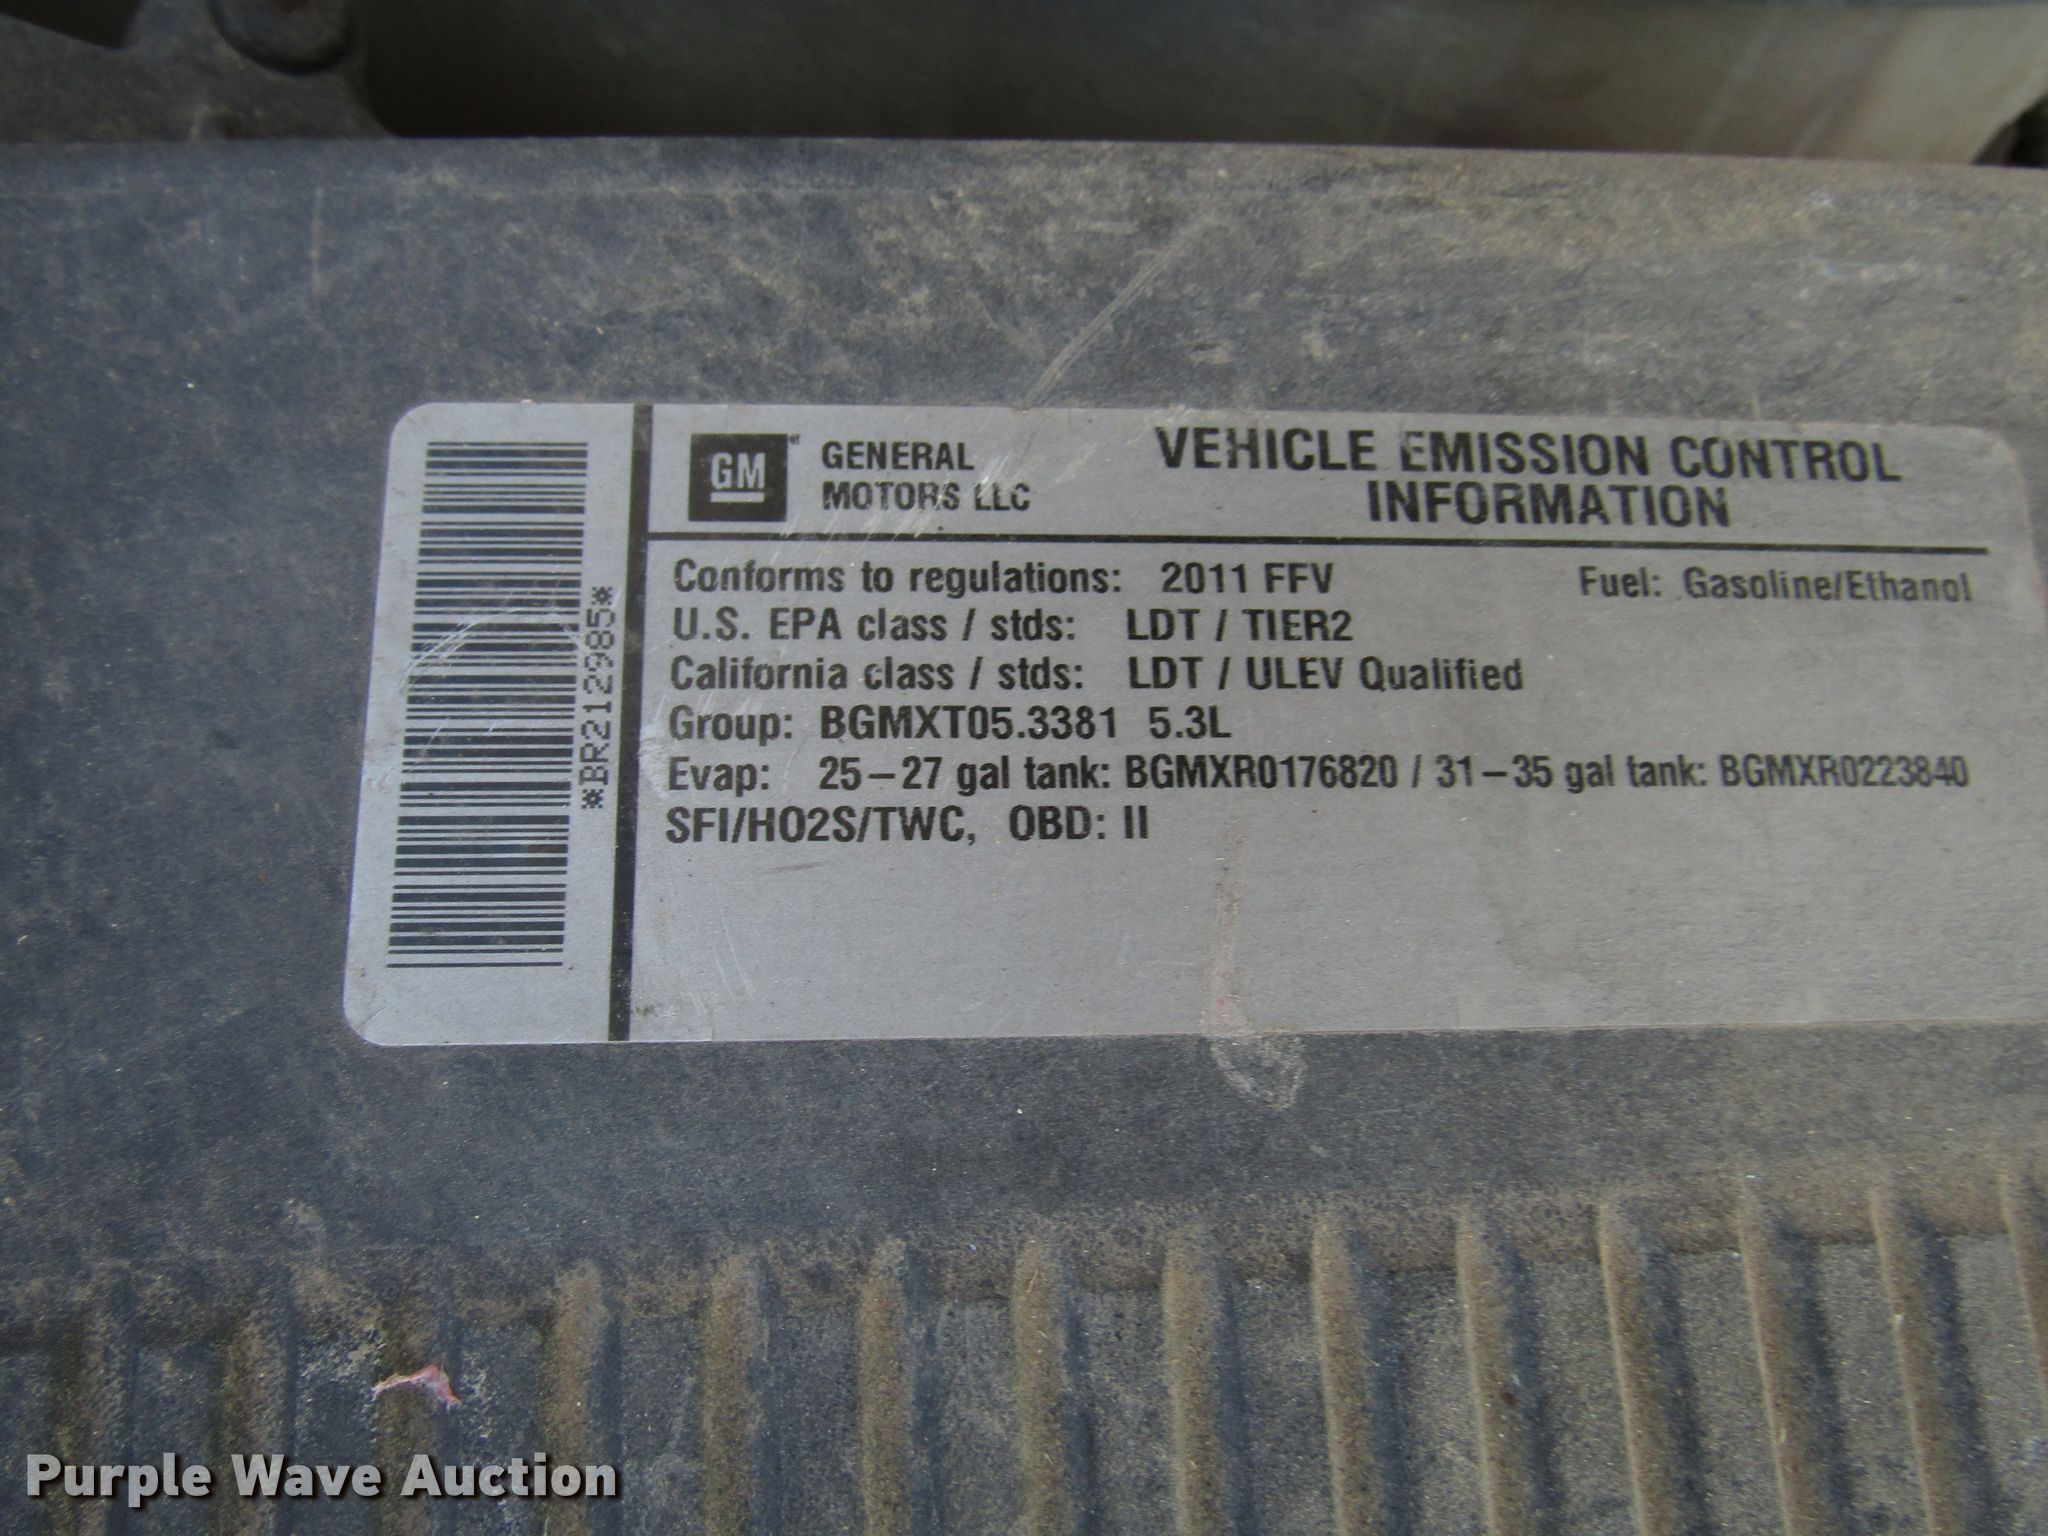 *BR2129985*
GM
GENERAL
MOTORS LLC
VEHICLE EMISSION CONTROL
INFORMATION
Conforms to regulations: 2011 FFV Fuel: Gasoline/Ethanol
U.S. EPA class / stds: LDT / TIER2
California class / stds: LDT / ULEV Qualified
Group: BGMXT05.3381 5.3L
Evap: 25–27 gal tank: BGMXR0176820 / 31–35 gal tank: BGMXR0223840
SFI/HO2S/TWC, OBD: II
Purple Wave Auction